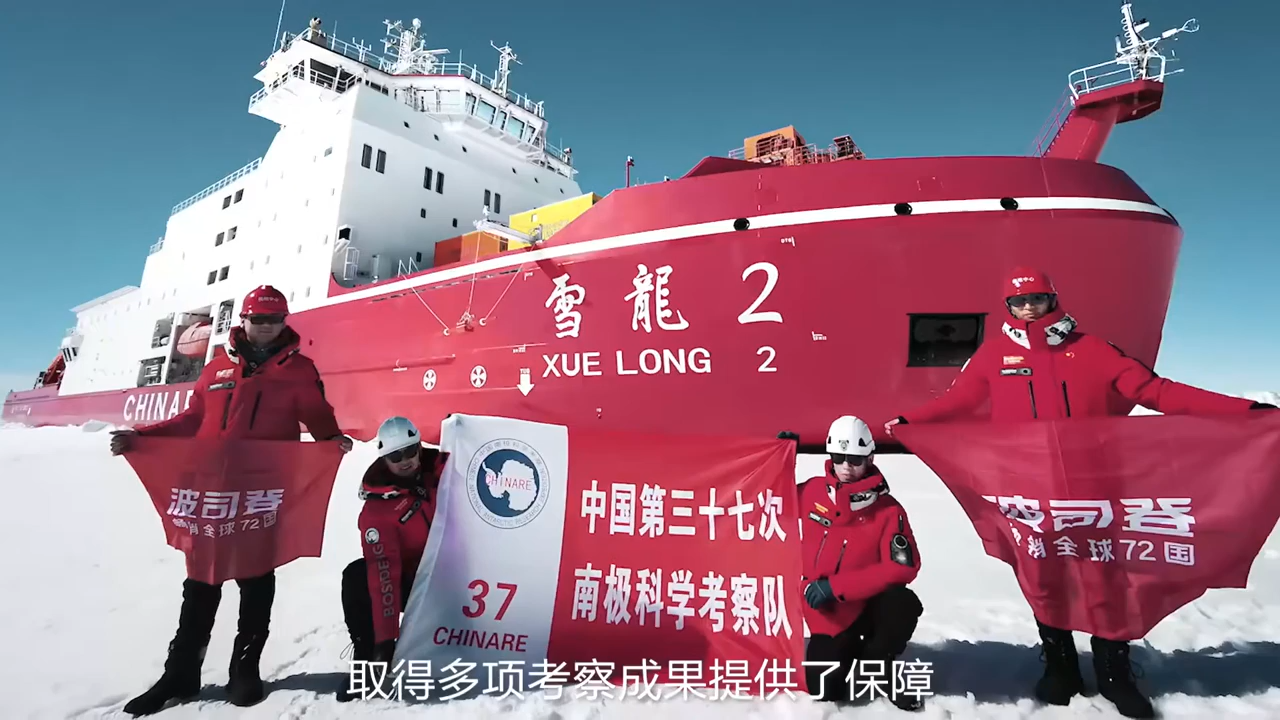 雪龍 2
XUE LONG 2
CHINARE
波司登
畅销全球72国
BOSIDENG
CHINARE
37
CHINARE
中国第三十七次
南极科学考察队
波司登
畅销全球72国
取得多项考察成果提供了保障